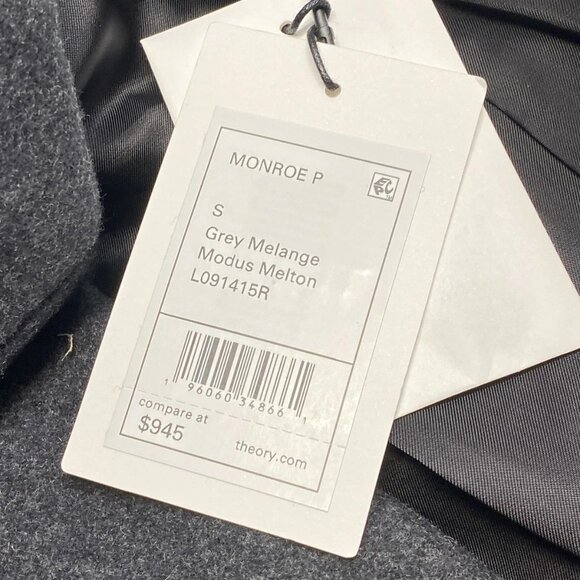 MONROE P
S
Grey Melange
Modus Melton
L091415R
1 96060 34866 1
compare at
$945
theory.com